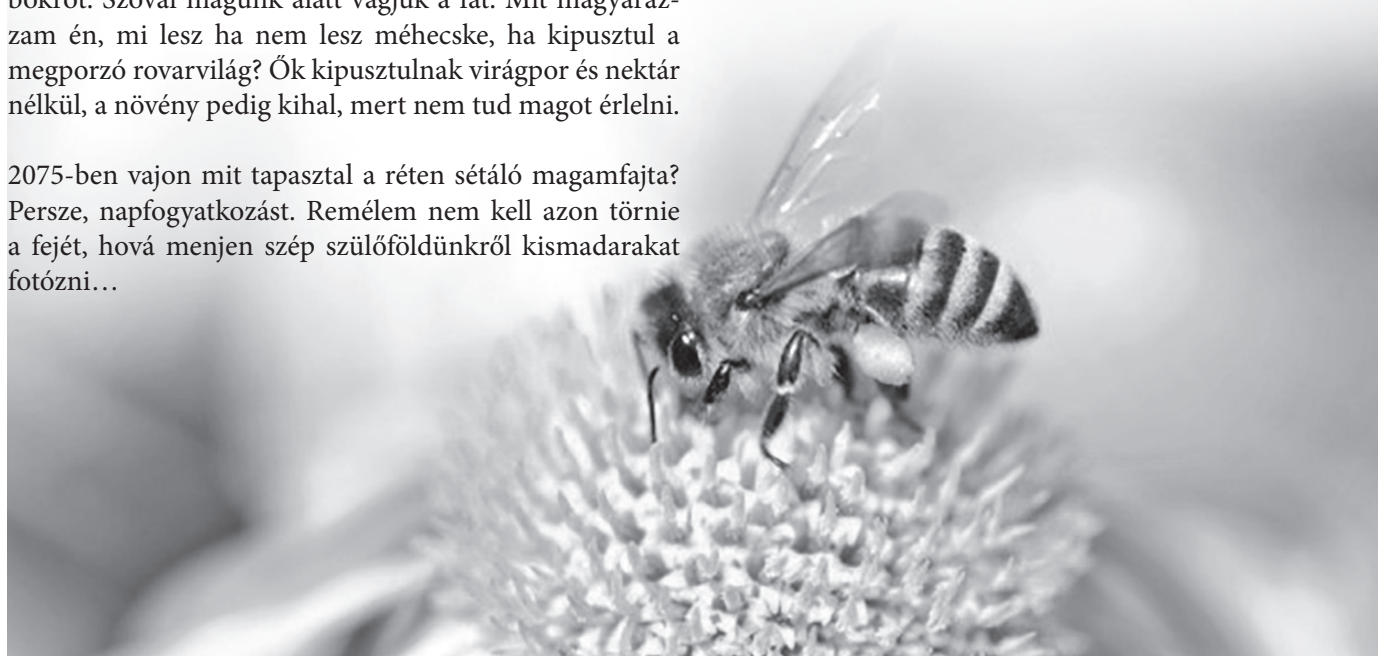 bokrot. Szóval magunk alatt vágjuk a fát. Mit magyaráz-
zam én, mi lesz ha nem lesz méhecske, ha kipusztul a
megporzó rovarvilág? Ők kipusztulnak virágpor és nektár
nélkül, a növény pedig kihal, mert nem tud magot érlelni.
2075-ben vajon mit tapasztal a réten sétáló magamfajta?
Persze, napfogyatkozást. Remélem nem kell azon törnie
a fejét, hová menjen szép szülőföldünkről kismadarakat
fotózni…